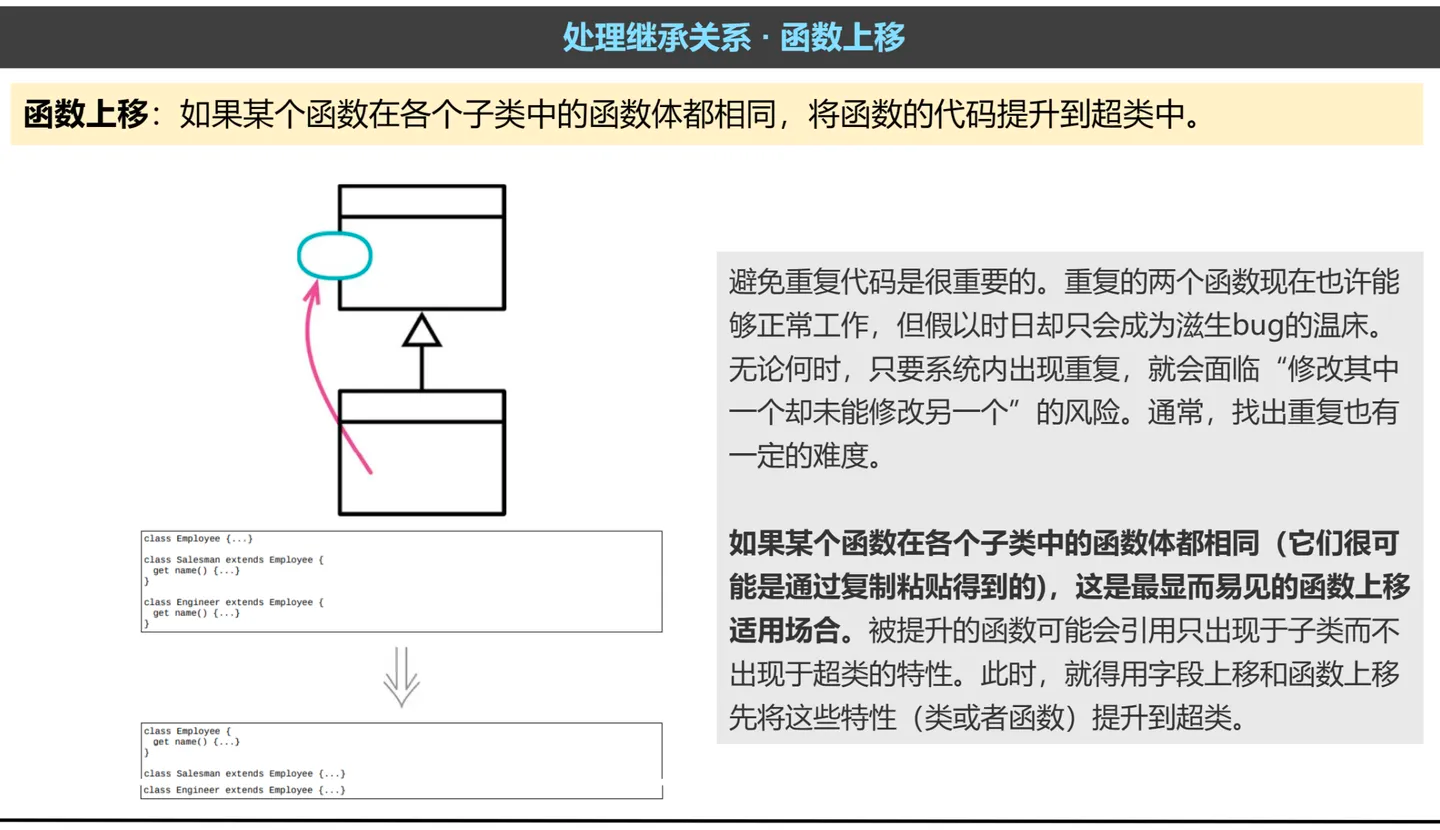 处理继承关系 · 函数上移
函数上移：如果某个函数在各个子类中的函数体都相同，将函数的代码提升到超类中。
class Employee {...}
class Salesman extends Employee {
get name() {...}
}
class Engineer extends Employee {
get name() {...}
}
class Employee {
get name() {...}
}
class Salesman extends Employee {...}
class Engineer extends Employee {...}
避免重复代码是很重要的。重复的两个函数现在也许能
够正常工作，但假以时日却只会成为滋生bug的温床。
无论何时，只要系统内出现重复，就会面临“修改其中
一个却未能修改另一个”的风险。通常，找出重复也有
一定的难度。
如果某个函数在各个子类中的函数体都相同（它们很可
能是通过复制粘贴得到的)，这是最显而易见的函数上移
适用场合。被提升的函数可能会引用只出现于子类而不
出现于超类的特性。此时，就得用字段上移和函数上移
先将这些特性（类或者函数）提升到超类。